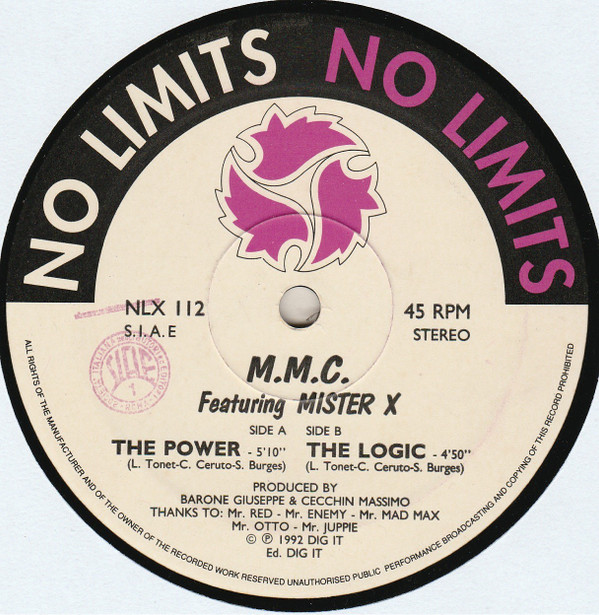 NO LIMITS NO LIMITS
NLX 112
S.I.A.E
45 RPM
STEREO
S.I.A.E
1
M.M.C.
Featuring MISTER X
SIDE A SIDE B
THE POWER - 5'10" THE LOGIC - 4'50"
(L. Tonet-C. Ceruto-S. Burges) (L. Tonet-C. Ceruto-S. Burges)
PRODUCED BY
BARONE GIUSEPPE & CECCHIN MASSIMO
THANKS TO: Mr. RED - Mr. ENEMY - Mr. MAD MAX
Mr. OTTO - Mr. JUPPIE
© ℗ 1992 DIG IT
Ed. DIG IT
ALL RIGHTS OF THE MANUFACTURER AND OF THE OWNER OF THE RECORDED WORK RESERVED UNAUTHORISED PUBLIC PERFORMANCE BROADCASTING AND COPYING OF THIS RECORD PROHIBITED